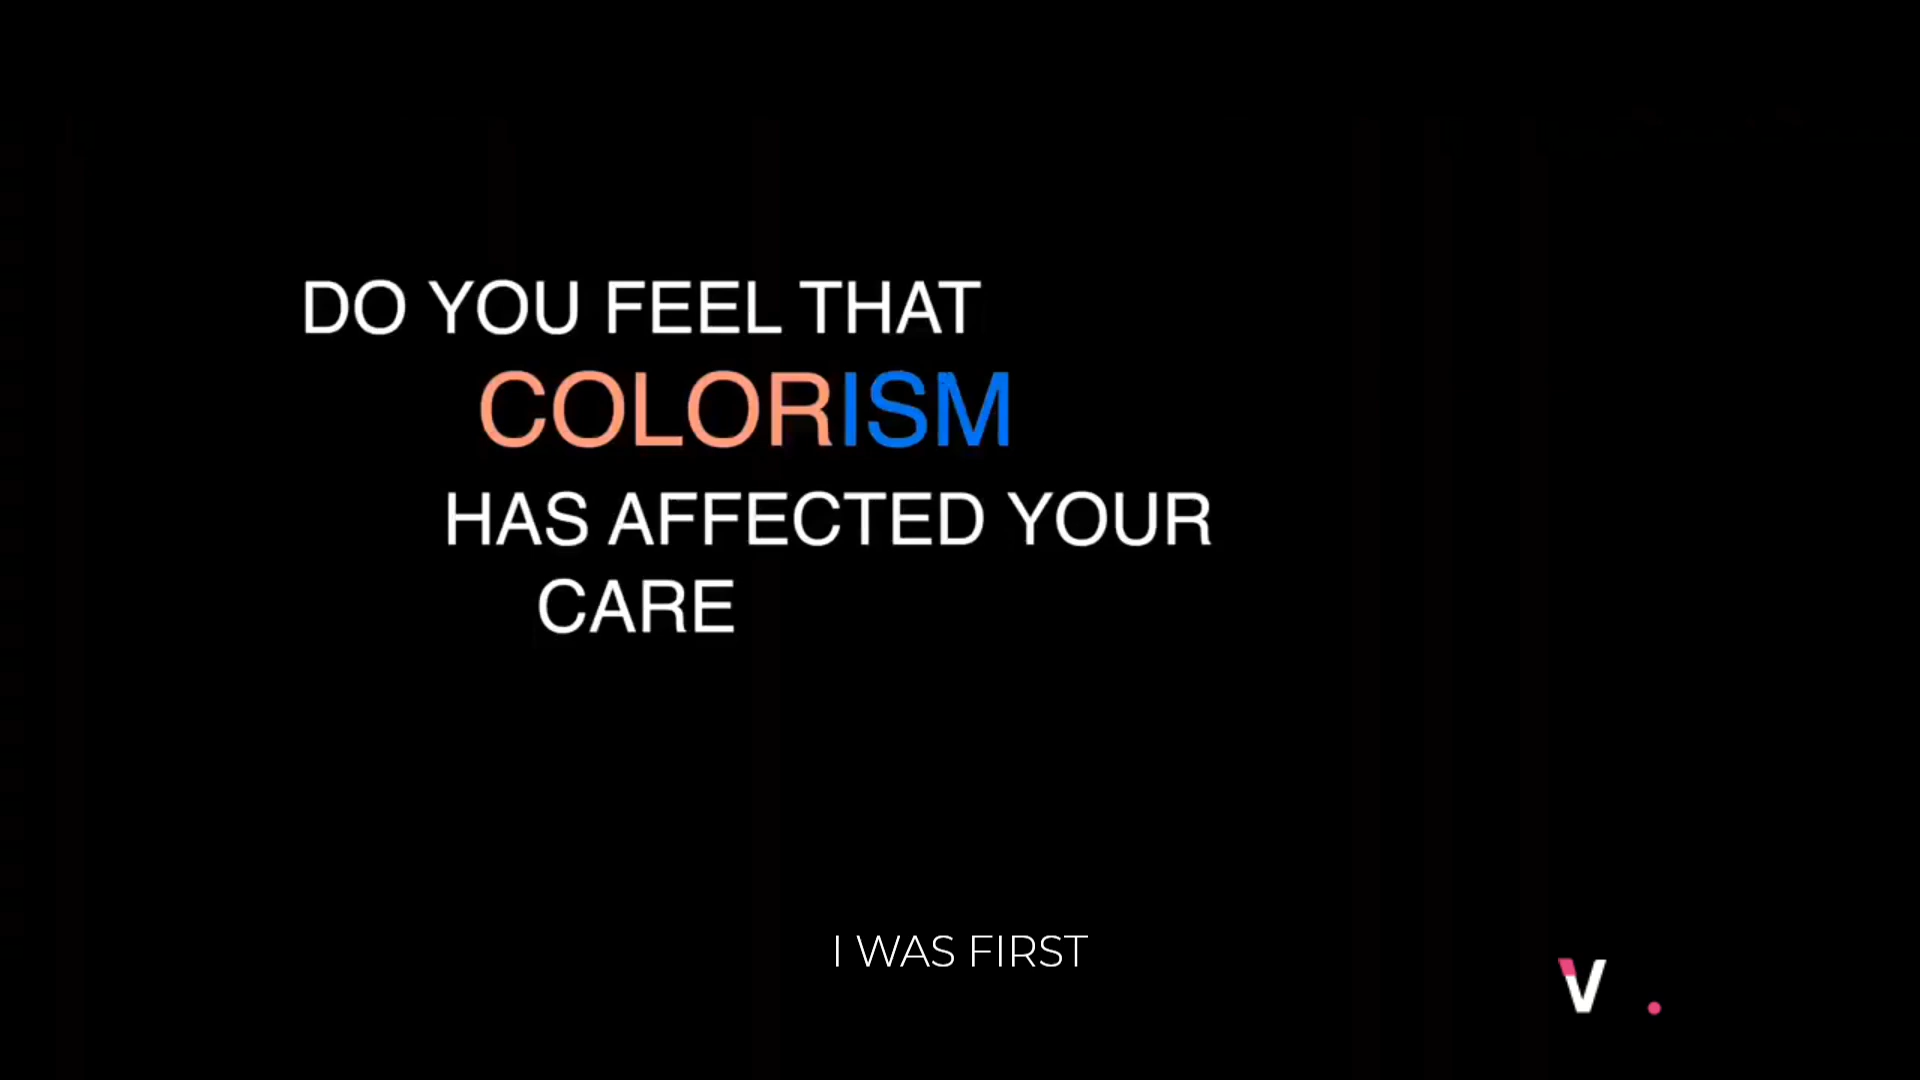 DO YOU FEEL THAT
COLORISM
HAS AFFECTED YOUR
CARE
I WAS FIRST
V .